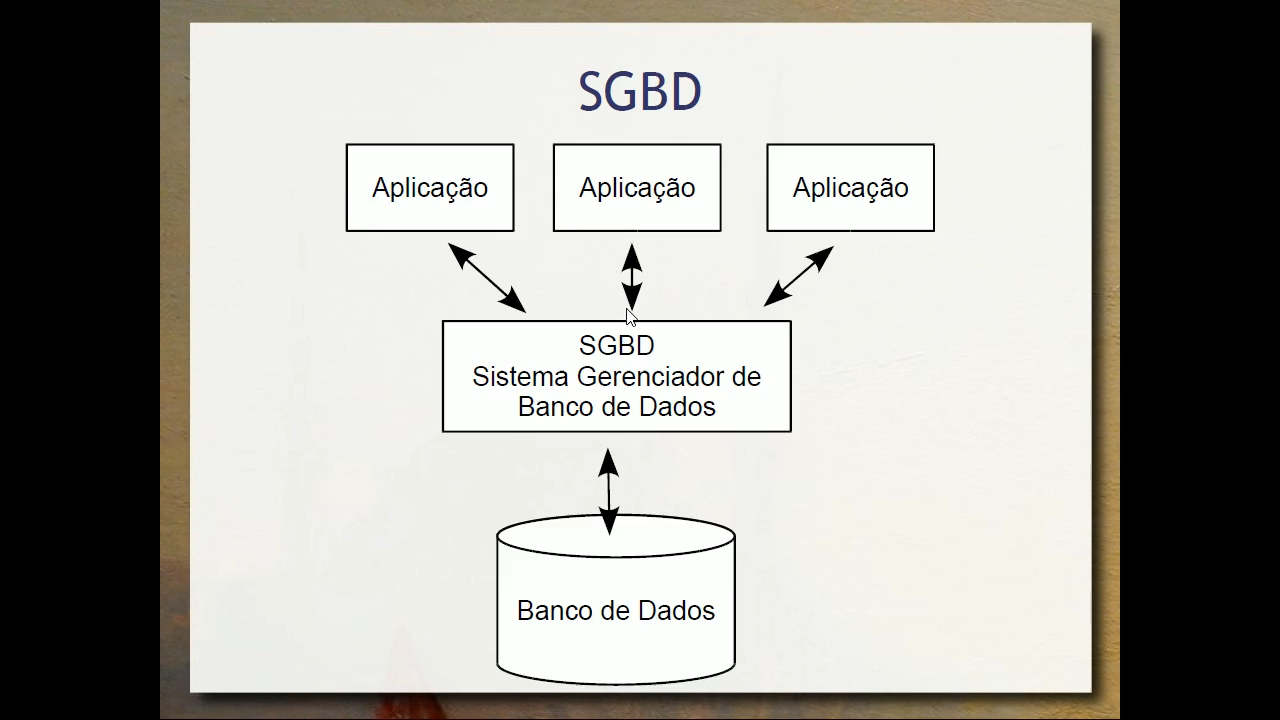 SGBD
Aplicação
Aplicação
Aplicação
SGBD
Sistema Gerenciador de
Banco de Dados
Banco de Dados